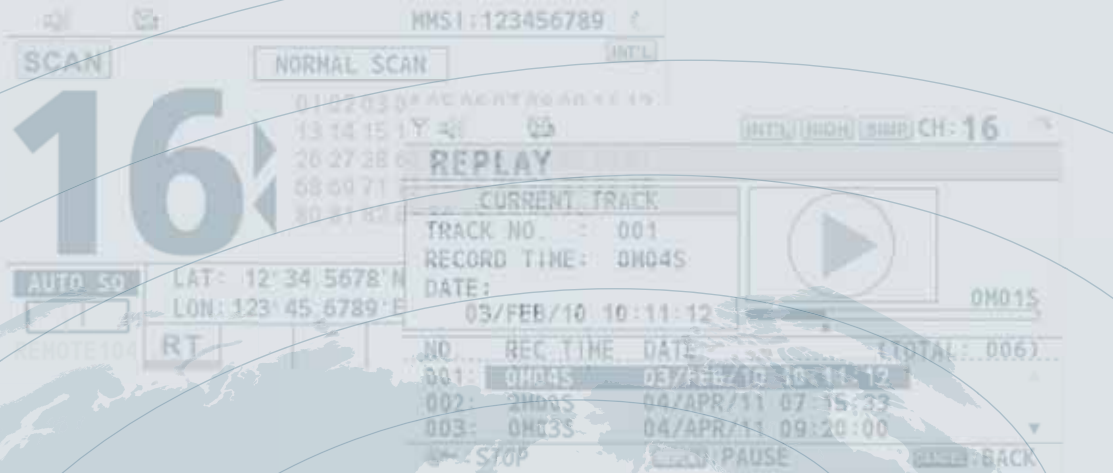 MMSI:123456789
SCAN
NORMAL SCAN
INT'L
16
13 14 15
26 27 28
68 69 71
80 81 82
AUTO SQ
LAT: 12°34.5678'N
LON:123°45.6789'E
REMOTE104
RT
INT'L HIGH SIMP CH:16
REPLAY
CURRENT TRACK
TRACK NO. : 001
RECORD TIME: 0M04S
DATE:
03/FEB/10 10:11:12
0M01S
NO. REC TIME DATE (TOTAL: 006)
001: 0M04S 03/FEB/10 10:11:12
002: 2M00S 04/APR/11 07:15:33
003: 0M03S 04/APR/11 09:20:00
STOP
:PAUSE
:BACK